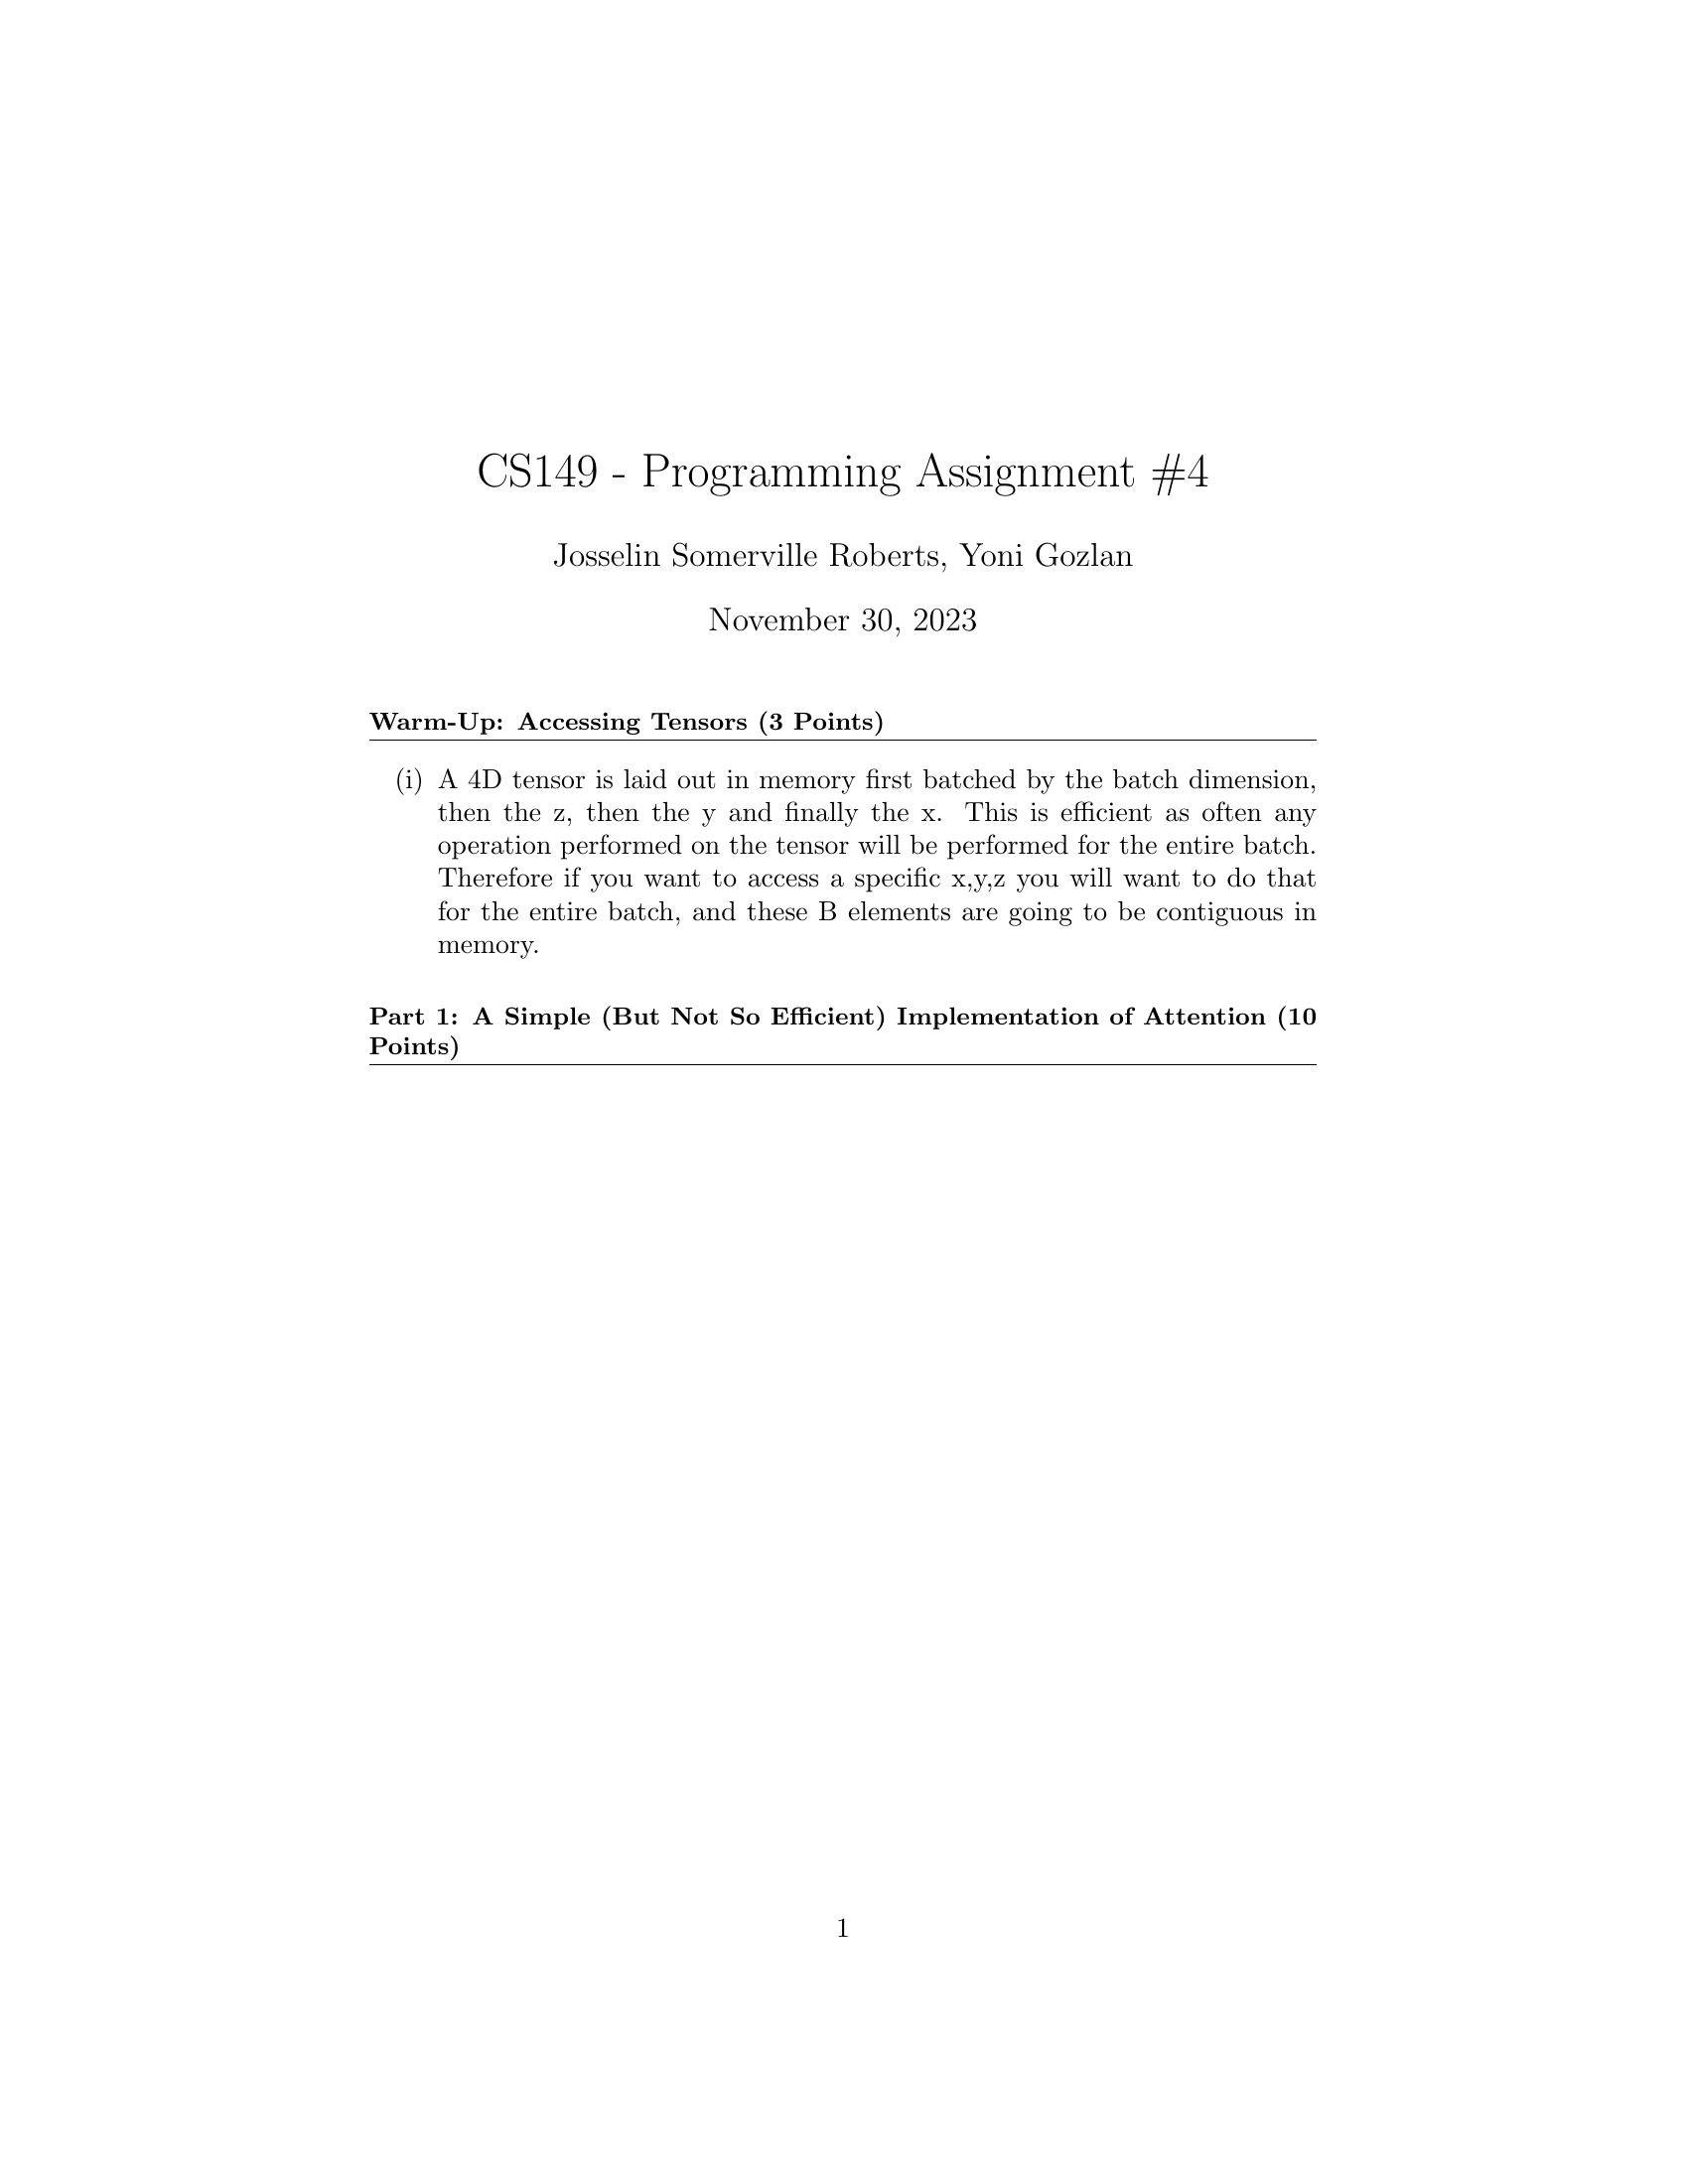 CS149 - Programming Assignment #4
Josselin Somerville Roberts, Yoni Gozlan
November 30, 2023
Warm-Up: Accessing Tensors (3 Points)
(i) A 4D tensor is laid out in memory first batched by the batch dimension,
then the z, then the y and finally the x. This is efficient as often any
operation performed on the tensor will be performed for the entire batch.
Therefore if you want to access a specific x,y,z you will want to do that
for the entire batch, and these B elements are going to be contiguous in
memory.
Part 1: A Simple (But Not So Efficient) Implementation of Attention (10
Points)
1